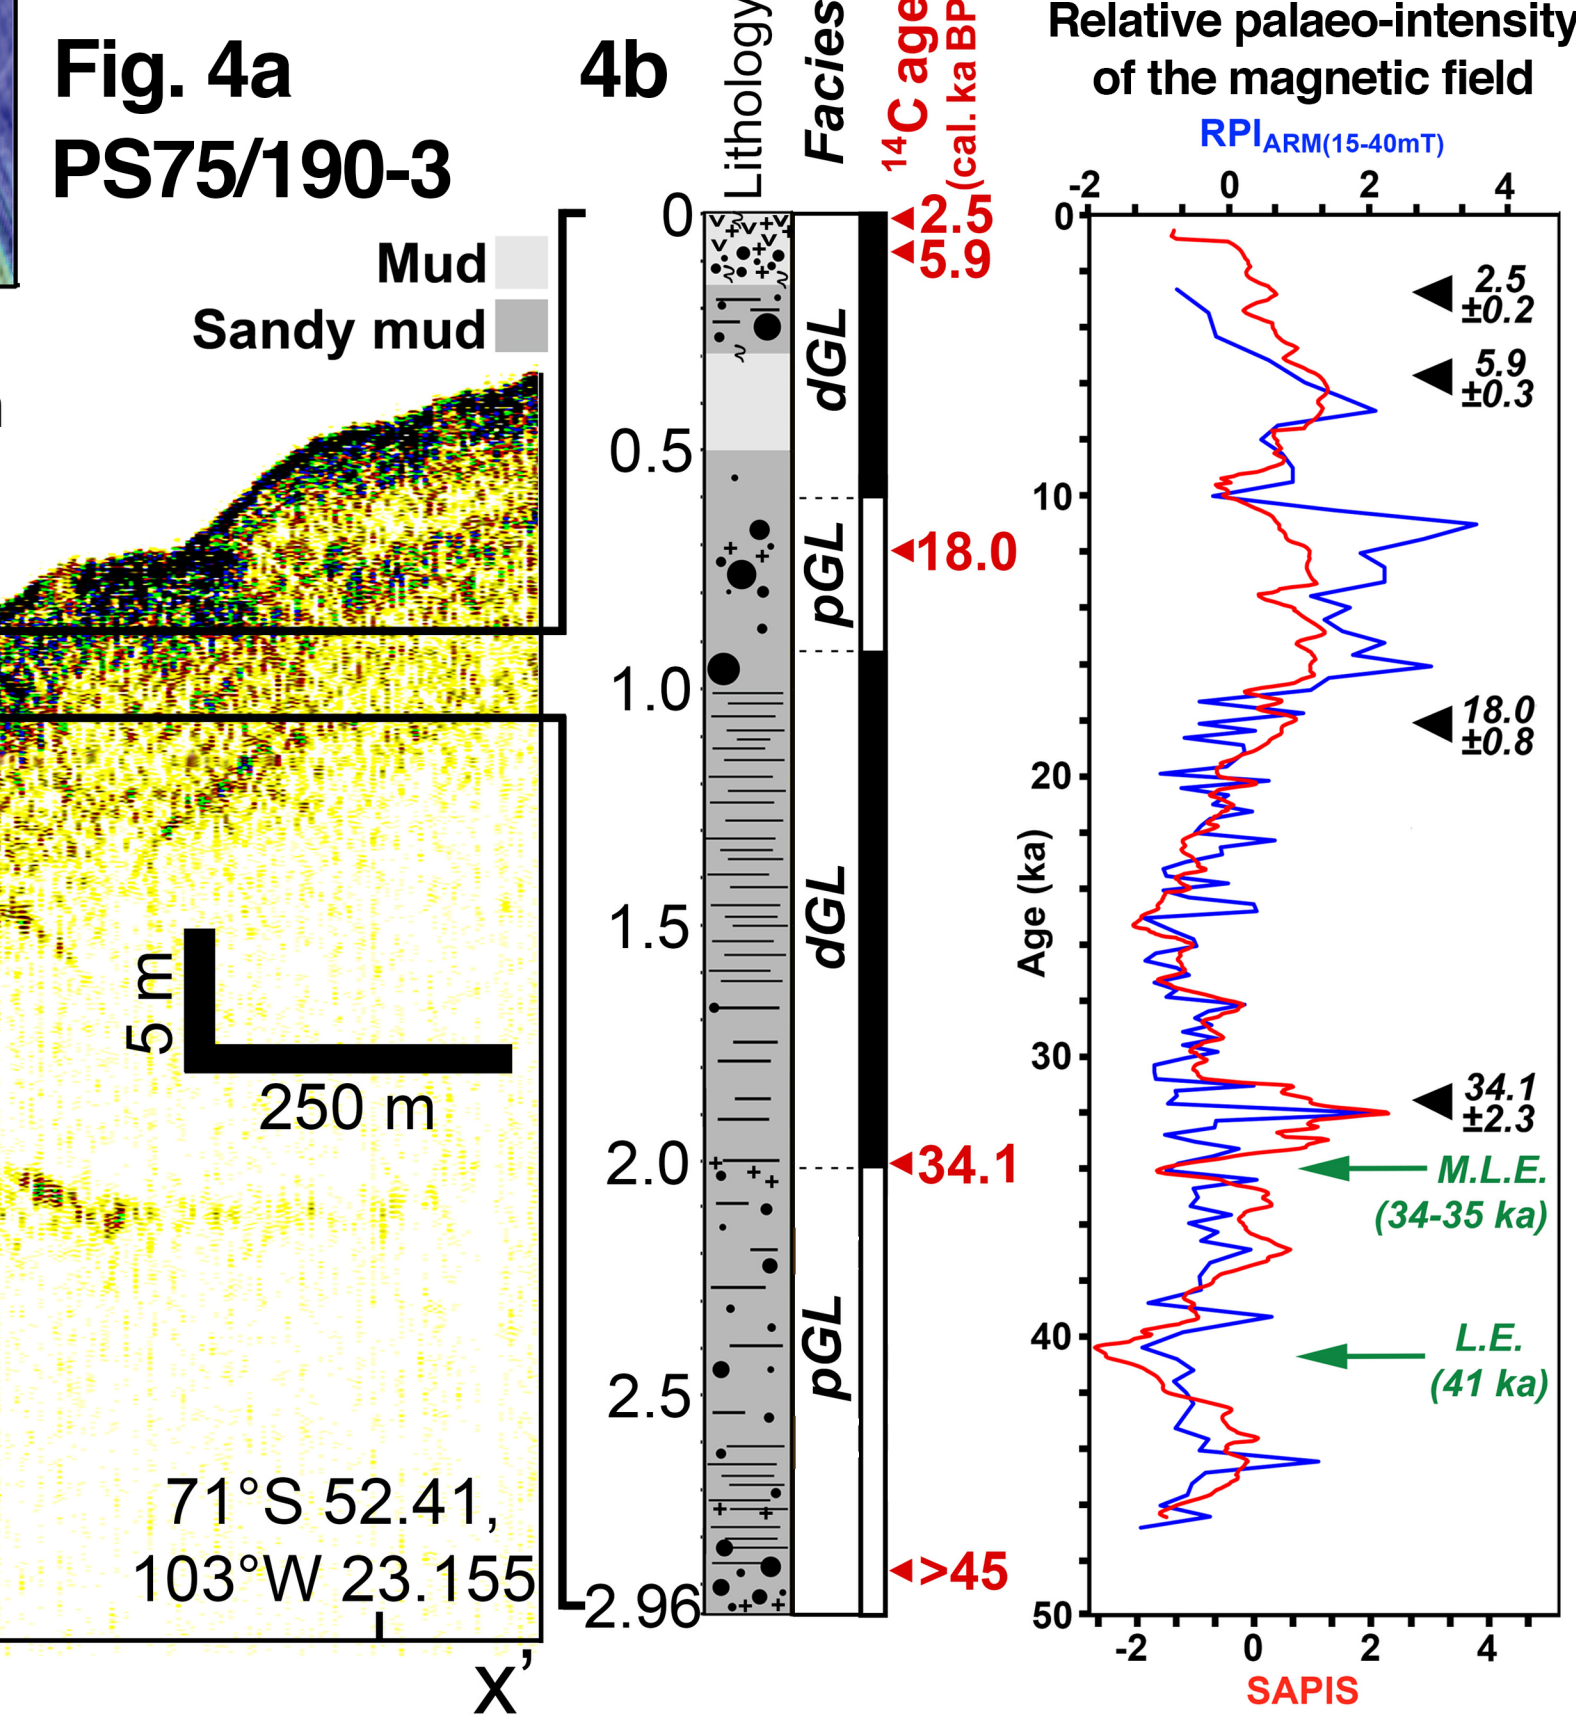 Fig. 4a
PS75/190-3
Mud
Sandy mud
5 m
250 m
71°S 52.41,
103°W 23.155
x’
4b
Lithology
Facies
14C age
(cal. ka BP)
0
0.5
1.0
1.5
2.0
2.5
2.96
dGL
pGL
dGL
pGL
2.5
5.9
18.0
34.1
>45
Relative palaeo-intensity
of the magnetic field
RPIARM(15-40mT)
-2 0 2 4
0
10
20
30
40
50
Age (ka)
2.5
±0.2
5.9
±0.3
18.0
±0.8
34.1
±2.3
M.L.E.
(34-35 ka)
L.E.
(41 ka)
-2 0 2 4
SAPIS